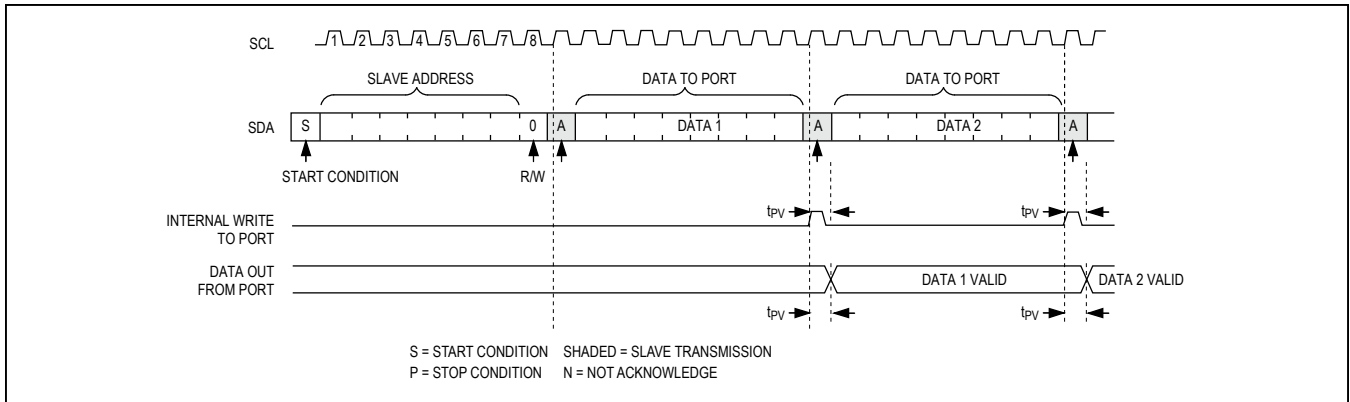 SCL 1 2 3 4 5 6 7 8
SLAVE ADDRESS DATA TO PORT DATA TO PORT
SDA S 0 A DATA 1 A DATA 2 A
START CONDITION R/W
INTERNAL WRITE
TO PORT
tPV tPV
DATA OUT
FROM PORT
DATA 1 VALID DATA 2 VALID
tPV tPV
S = START CONDITION SHADED = SLAVE TRANSMISSION
P = STOP CONDITION N = NOT ACKNOWLEDGE